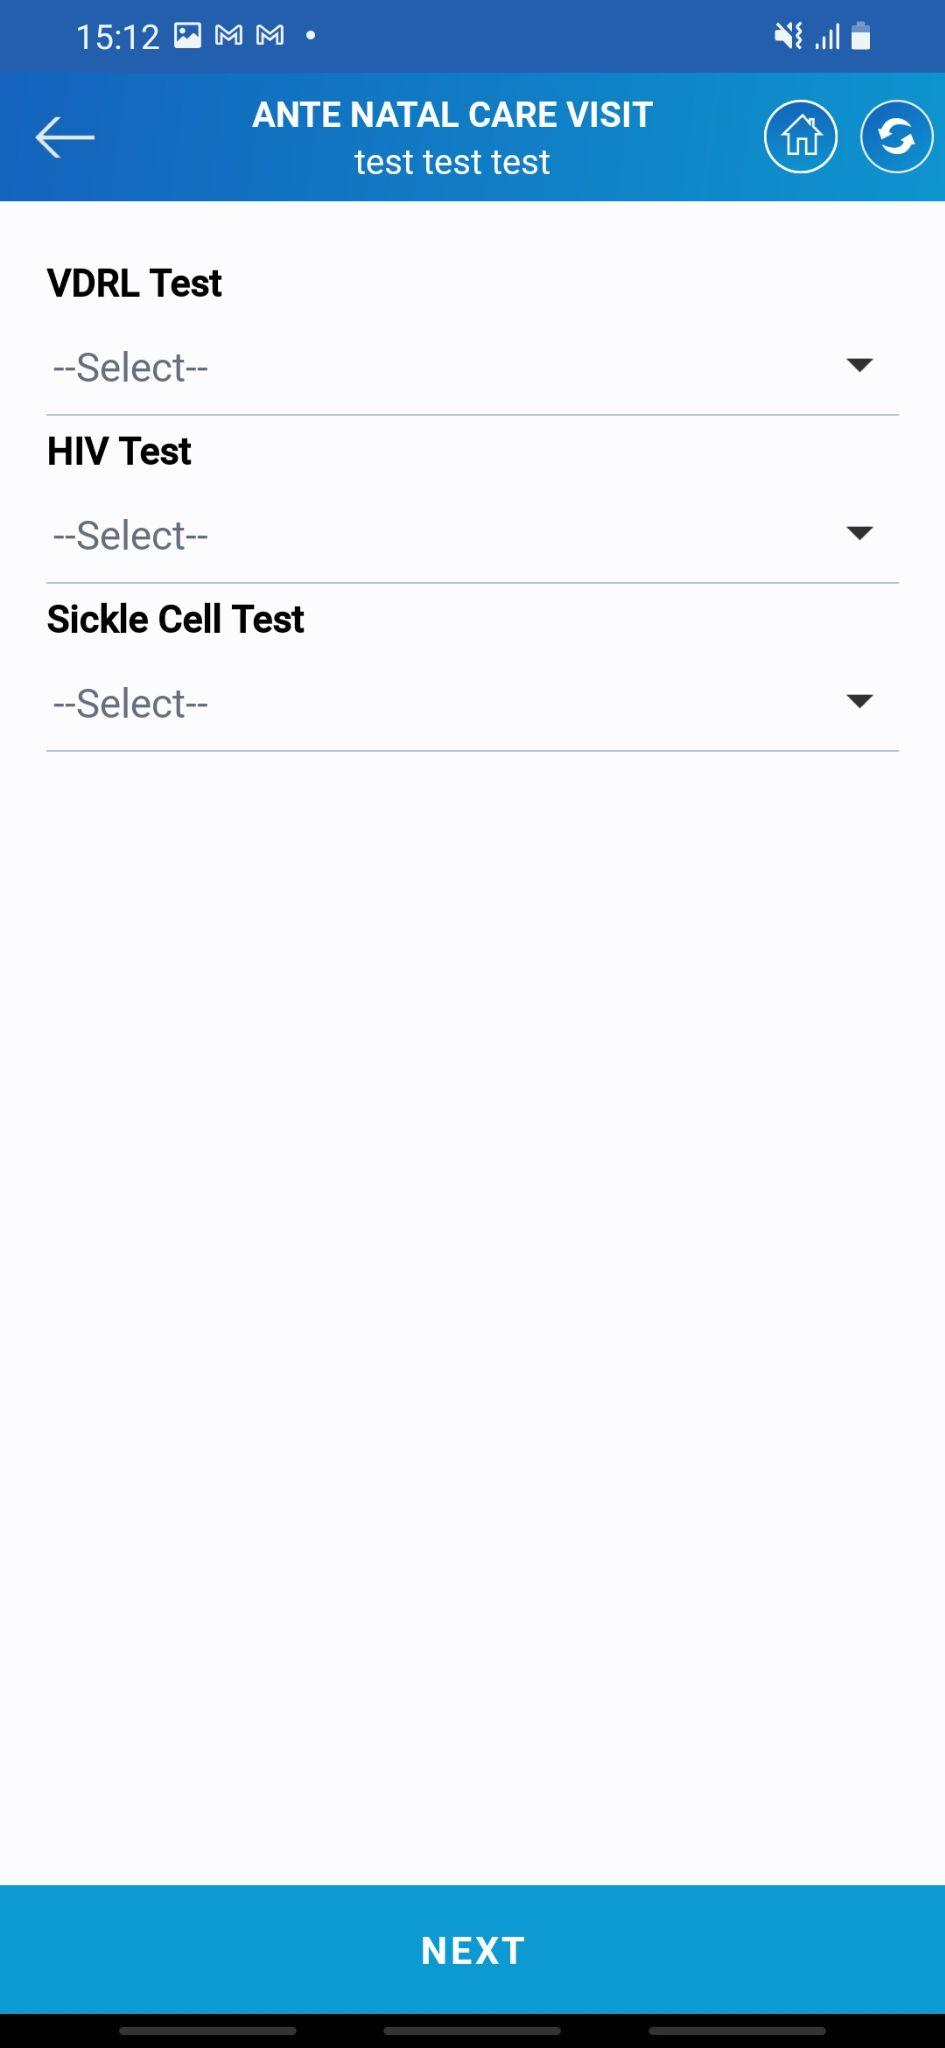 15:12
ANTE NATAL CARE VISIT
test test test
VDRL Test
--Select--
HIV Test
--Select--
Sickle Cell Test
--Select--
NEXT